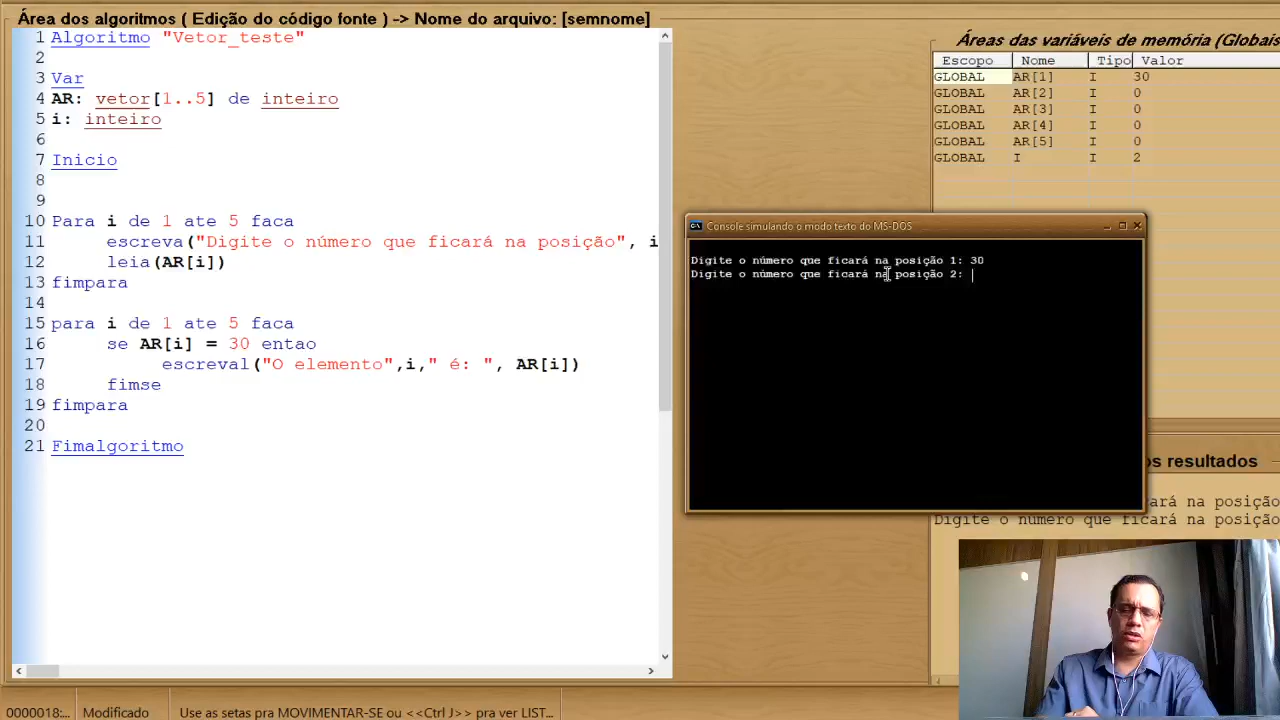 Área dos algoritmos ( Edição do código fonte ) -> Nome do arquivo: [semnome]
1 Algoritmo "Vetor_teste"
2
3 Var
4 AR: vetor[1..5] de inteiro
5 i: inteiro
6
7 Inicio
8
9
10 Para i de 1 ate 5 faca
11 escreva("Digite o número que ficará na posição", i
12 leia(AR[i])
13 fimpara
14
15 para i de 1 ate 5 faca
16 se AR[i] = 30 entao
17 escreval("O elemento",i," é: ", AR[i])
18 fimse
19 fimpara
20
21 Fimalgoritmo
0000018:...
Modificado
Use as setas pra MOVIMENTAR-SE ou <<Ctrl J>> pra ver LIST...
Áreas das variáveis de memória (Globais
Escopo Nome Tipo Valor
GLOBAL AR[1] I 30
GLOBAL AR[2] I 0
GLOBAL AR[3] I 0
GLOBAL AR[4] I 0
GLOBAL AR[5] I 0
GLOBAL I I 2
Console simulando o modo texto do MS-DOS
Digite o número que ficará na posição 1: 30
Digite o número que ficará na posição 2:
os resultados
ará na posição
Digite o número que ficará na posição